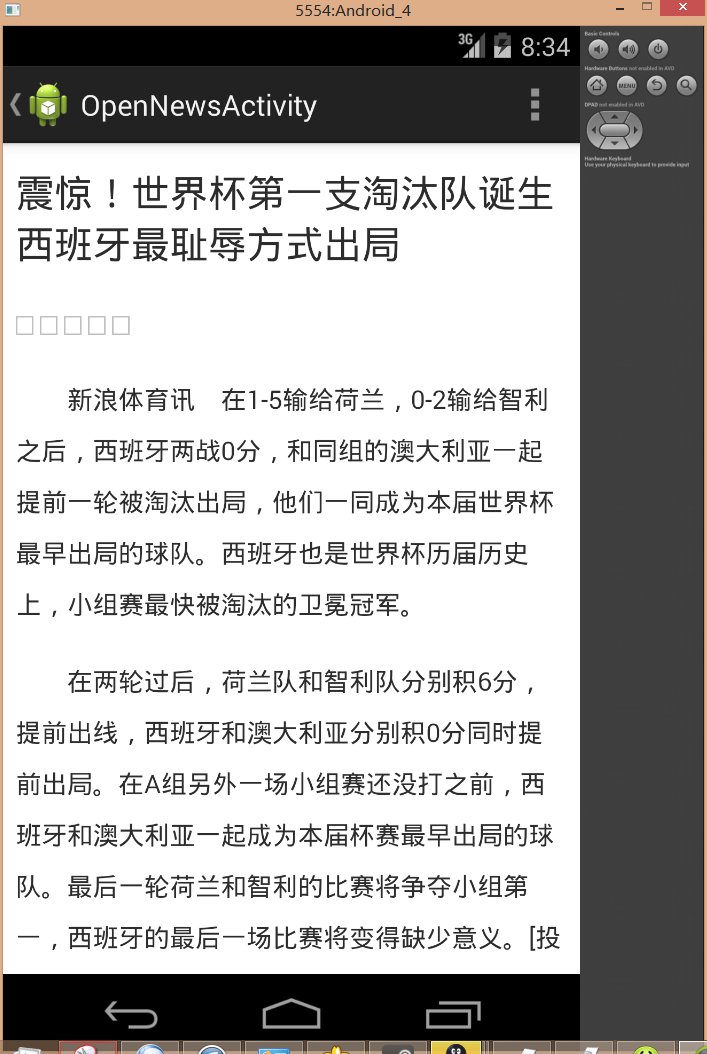 5554:Android_4
3G 8:34
OpenNewsActivity
震惊！世界杯第一支淘汰队诞生
西班牙最耻辱方式出局
新浪体育讯　在1-5输给荷兰，0-2输给智利
之后，西班牙两战0分，和同组的澳大利亚一起
提前一轮被淘汰出局，他们一同成为本届世界杯
最早出局的球队。西班牙也是世界杯历届历史
上，小组赛最快被淘汰的卫冕冠军。
在两轮过后，荷兰队和智利队分别积6分，
提前出线，西班牙和澳大利亚分别积0分同时提
前出局。在A组另外一场小组赛还没打之前，西
班牙和澳大利亚一起成为本届杯赛最早出局的球
队。最后一轮荷兰和智利的比赛将争夺小组第
一，西班牙的最后一场比赛将变得缺少意义。[投
Basic Controls
Hardware Buttons not enabled in AVD
MENU
DPAD not enabled in AVD
Hardware Keyboard
Use your physical keyboard to provide input